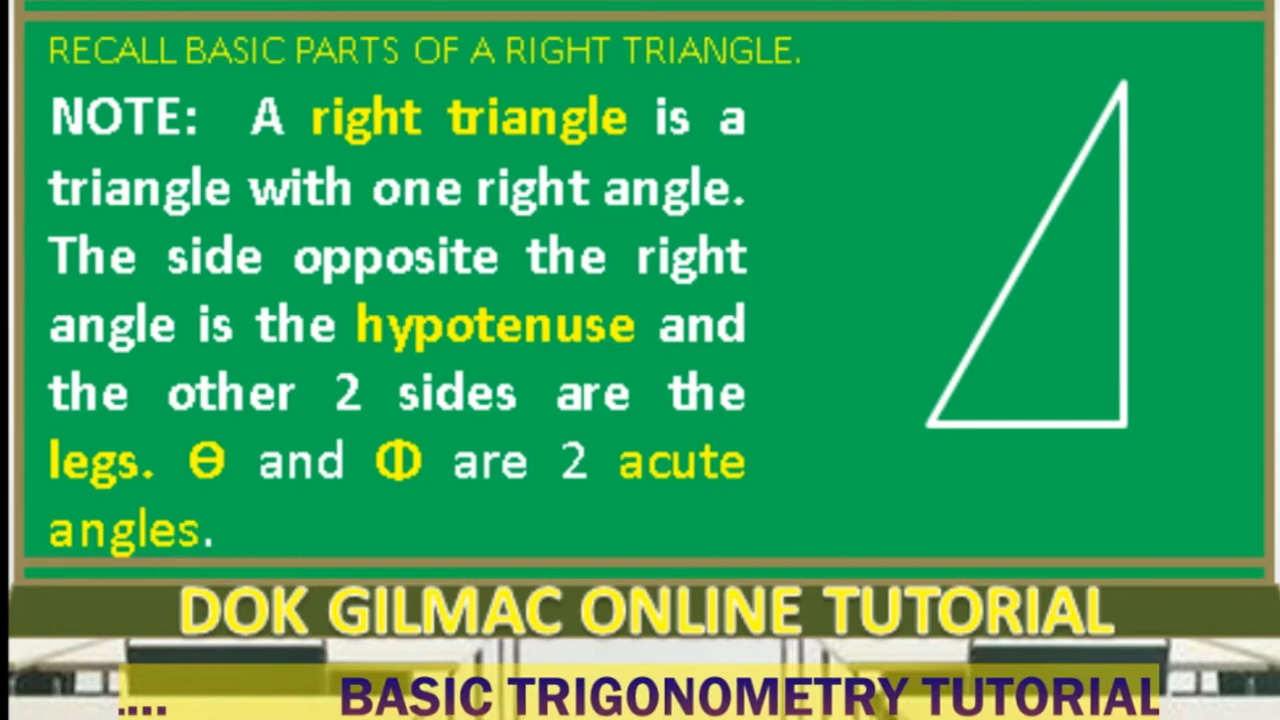 RECALL BASIC PARTS OF A RIGHT TRIANGLE.
NOTE: A right triangle is a
triangle with one right angle.
The side opposite the right
angle is the hypotenuse and
the other 2 sides are the
legs. Ө and Ф are 2 acute
angles.
DOK GILMAC ONLINE TUTORIAL
.... BASIC TRIGONOMETRY TUTORIAL